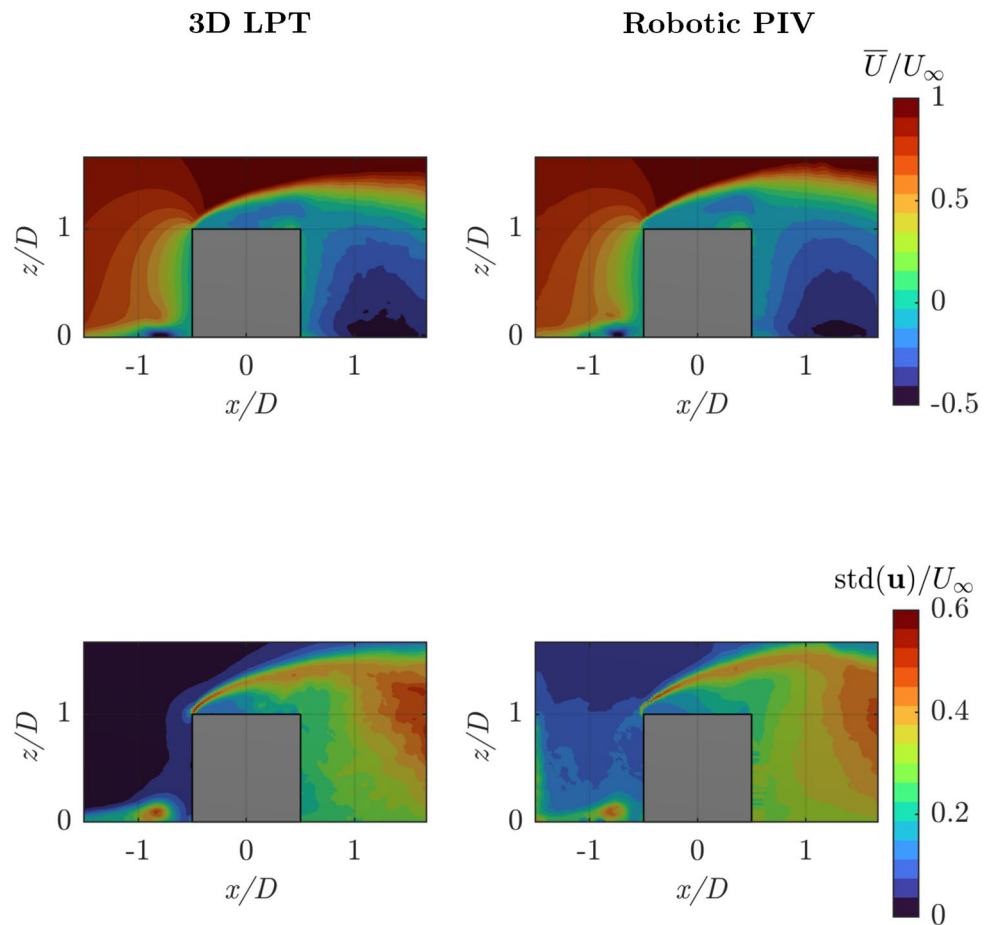 3D LPT Robotic PIV
U̅/U∞
1
0.5
0
-0.5
z/D
1
0
-1 0 1
x/D
z/D
1
0
-1 0 1
x/D
std(u)/U∞
0.6
0.4
0.2
0
z/D
1
0
-1 0 1
x/D
z/D
1
0
-1 0 1
x/D